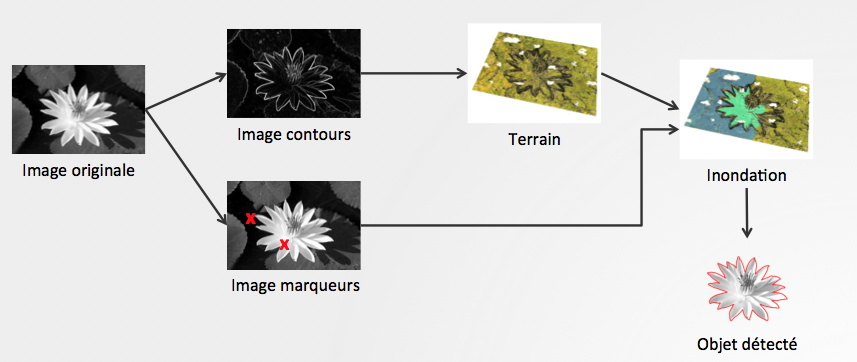 Image originale
Image contours
Terrain
Inondation
x
x
Image marqueurs
Objet détecté